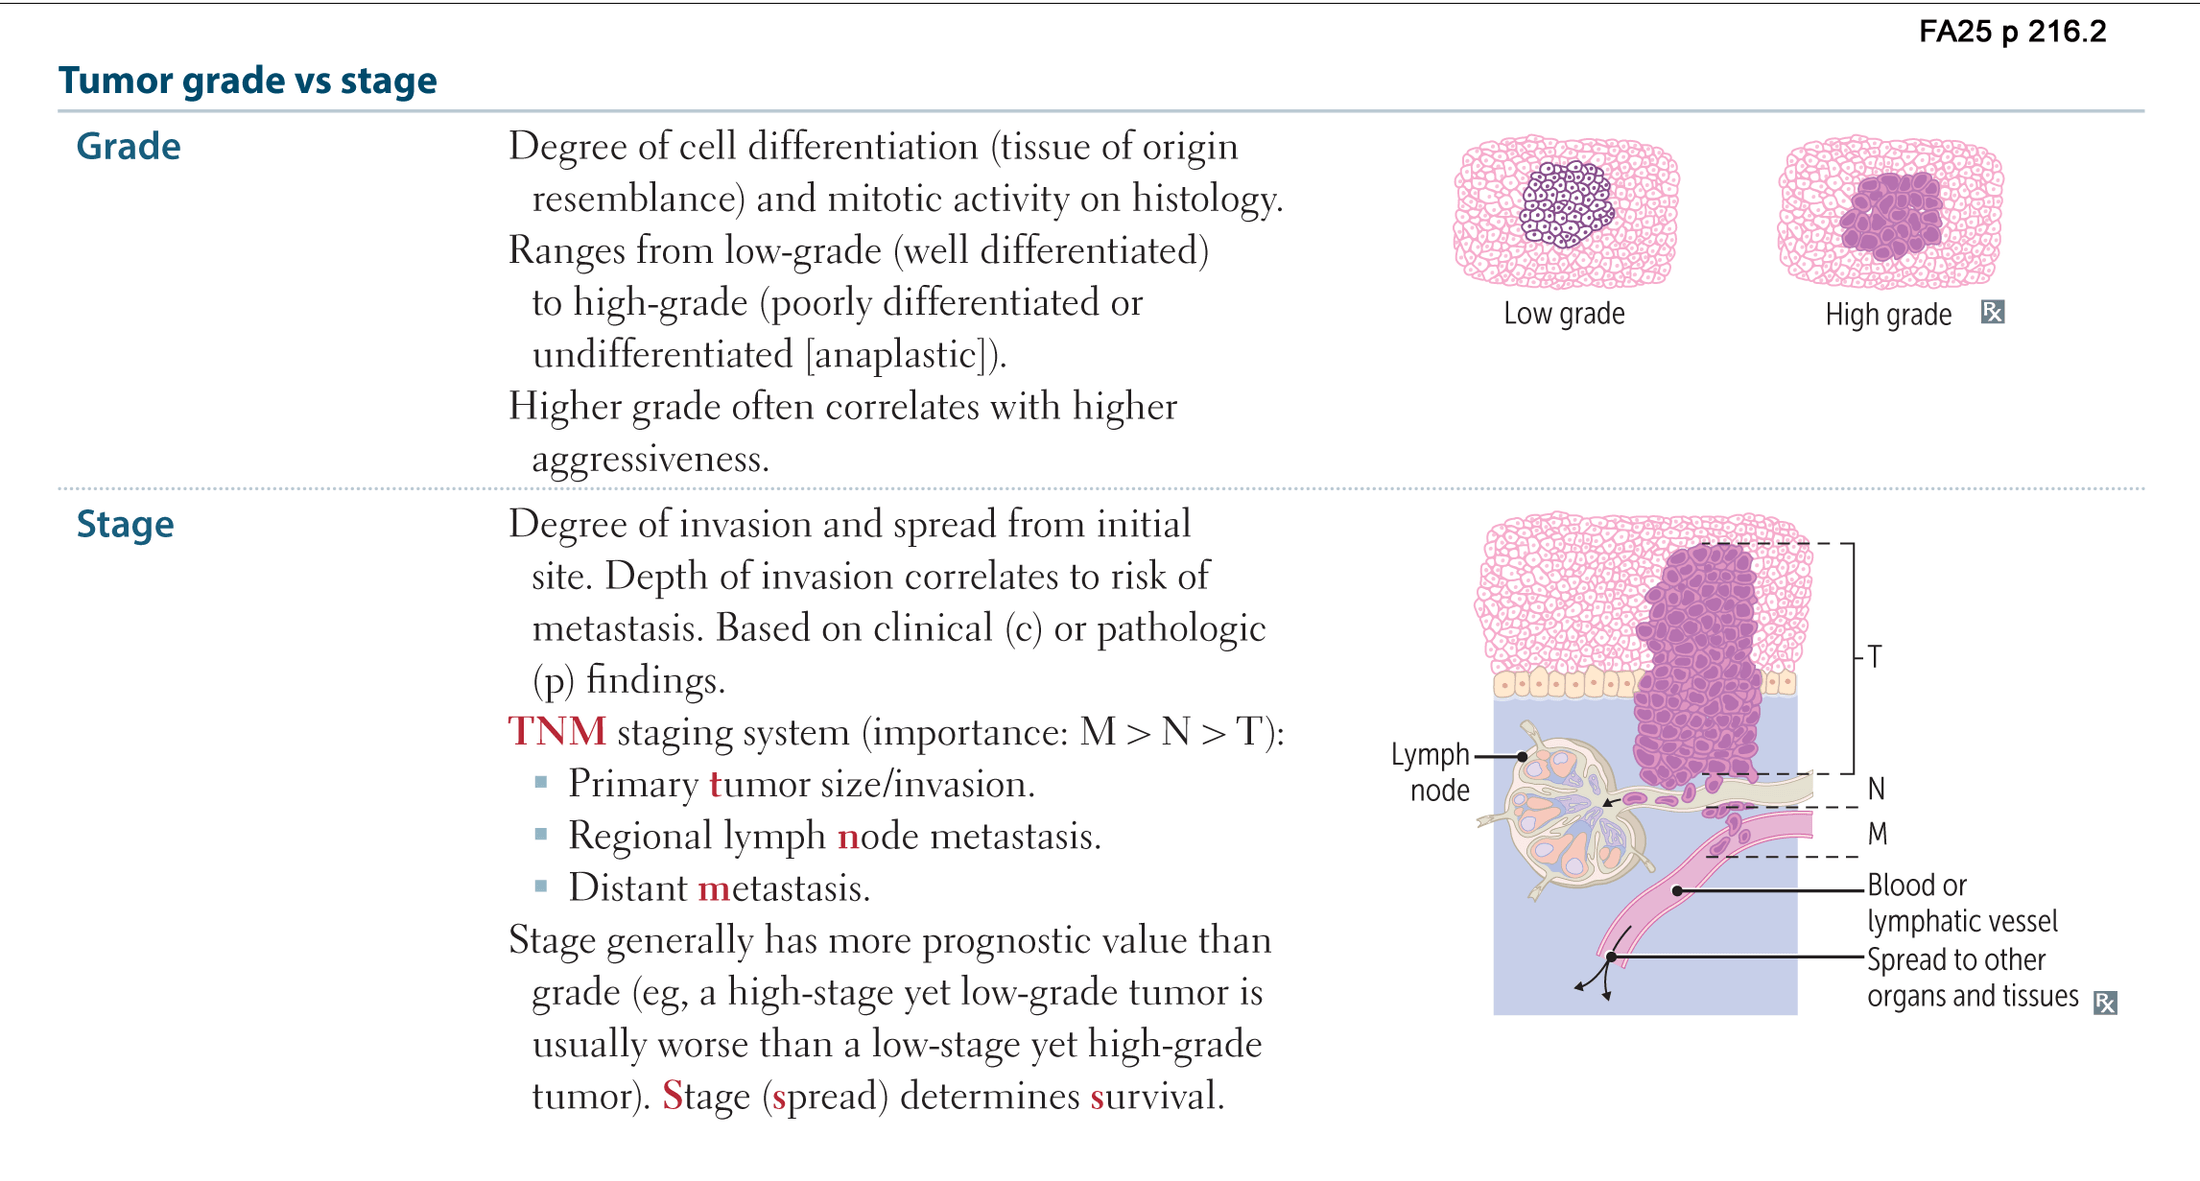 FA25 p 216.2
Tumor grade vs stage
Grade
Degree of cell differentiation (tissue of origin
resemblance) and mitotic activity on histology.
Ranges from low-grade (well differentiated)
to high-grade (poorly differentiated or
undifferentiated [anaplastic]).
Higher grade often correlates with higher
aggressiveness.
Low grade
High grade
Rx
Stage
Degree of invasion and spread from initial
site. Depth of invasion correlates to risk of
metastasis. Based on clinical (c) or pathologic
(p) findings.
TNM staging system (importance: M > N > T):
▪ Primary tumor size/invasion.
▪ Regional lymph node metastasis.
▪ Distant metastasis.
Stage generally has more prognostic value than
grade (eg, a high-stage yet low-grade tumor is
usually worse than a low-stage yet high-grade
tumor). Stage (spread) determines survival.
T
Lymph
node
N
M
Blood or
lymphatic vessel
Spread to other
organs and tissues
Rx